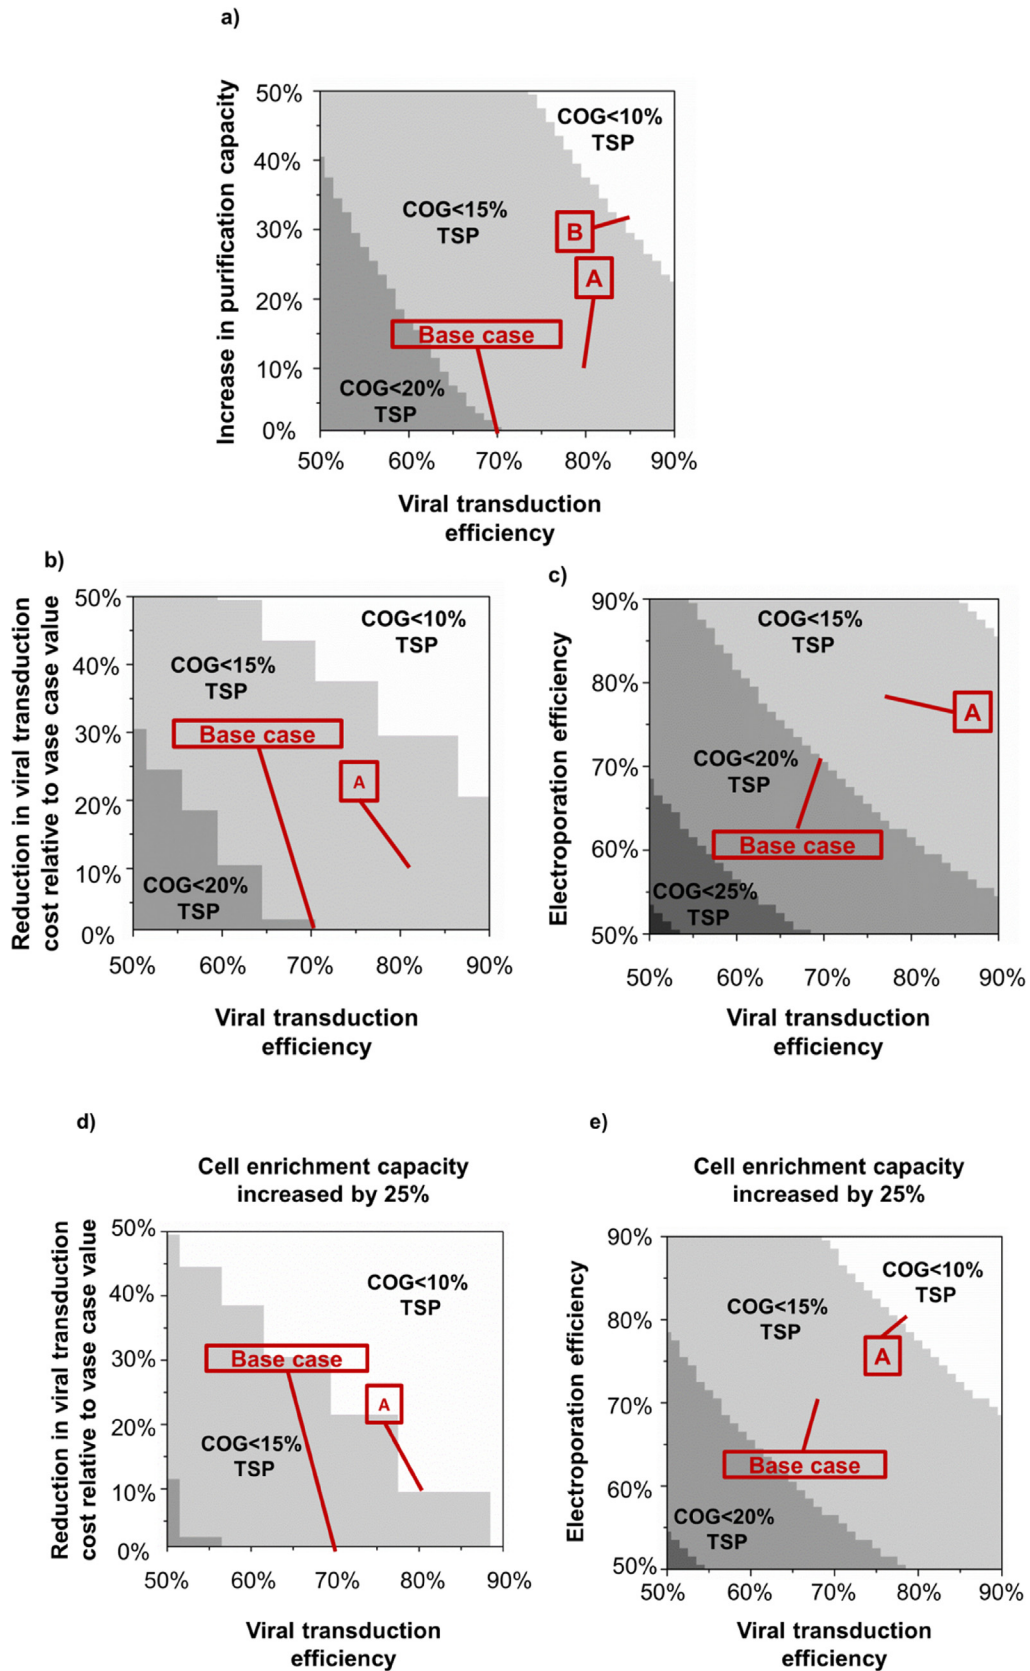 a)
Increase in purification capacity
50%
40%
30%
20%
10%
0%
COG<10%
TSP
COG<15%
TSP
B
A
Base case
COG<20%
TSP
50%
60%
70%
80%
90%
Viral transduction
efficiency
b)
Reduction in viral transduction
cost relative to vase case value
50%
40%
30%
20%
10%
0%
COG<10%
TSP
COG<15%
TSP
Base case
A
COG<20%
TSP
50%
60%
70%
80%
90%
Viral transduction
efficiency
c)
Electroporation efficiency
90%
80%
70%
60%
50%
COG<15%
TSP
A
COG<20%
TSP
Base case
COG<25%
TSP
50%
60%
70%
80%
90%
Viral transduction
efficiency
d)
Cell enrichment capacity
increased by 25%
Reduction in viral transduction
cost relative to vase case value
50%
40%
30%
20%
10%
0%
COG<10%
TSP
Base case
A
COG<15%
TSP
50%
60%
70%
80%
90%
Viral transduction
efficiency
e)
Cell enrichment capacity
increased by 25%
Electroporation efficiency
90%
80%
70%
60%
50%
COG<10%
TSP
COG<15%
TSP
A
Base case
COG<20%
TSP
50%
60%
70%
80%
90%
Viral transduction
efficiency